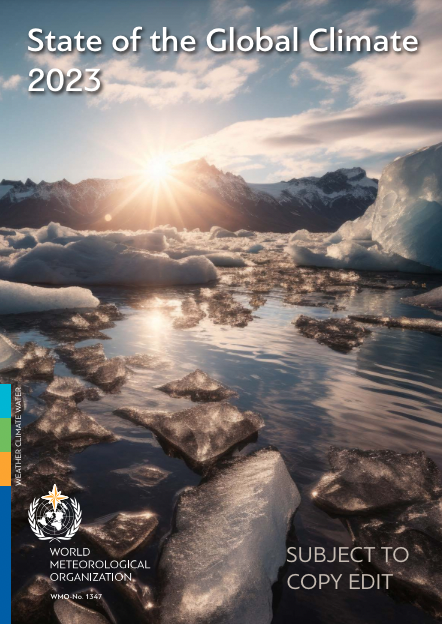 State of the Global Climate
2023
WEATHER CLIMATE WATER
WORLD
METEOROLOGICAL
ORGANIZATION
WMO-No. 1347
SUBJECT TO
COPY EDIT